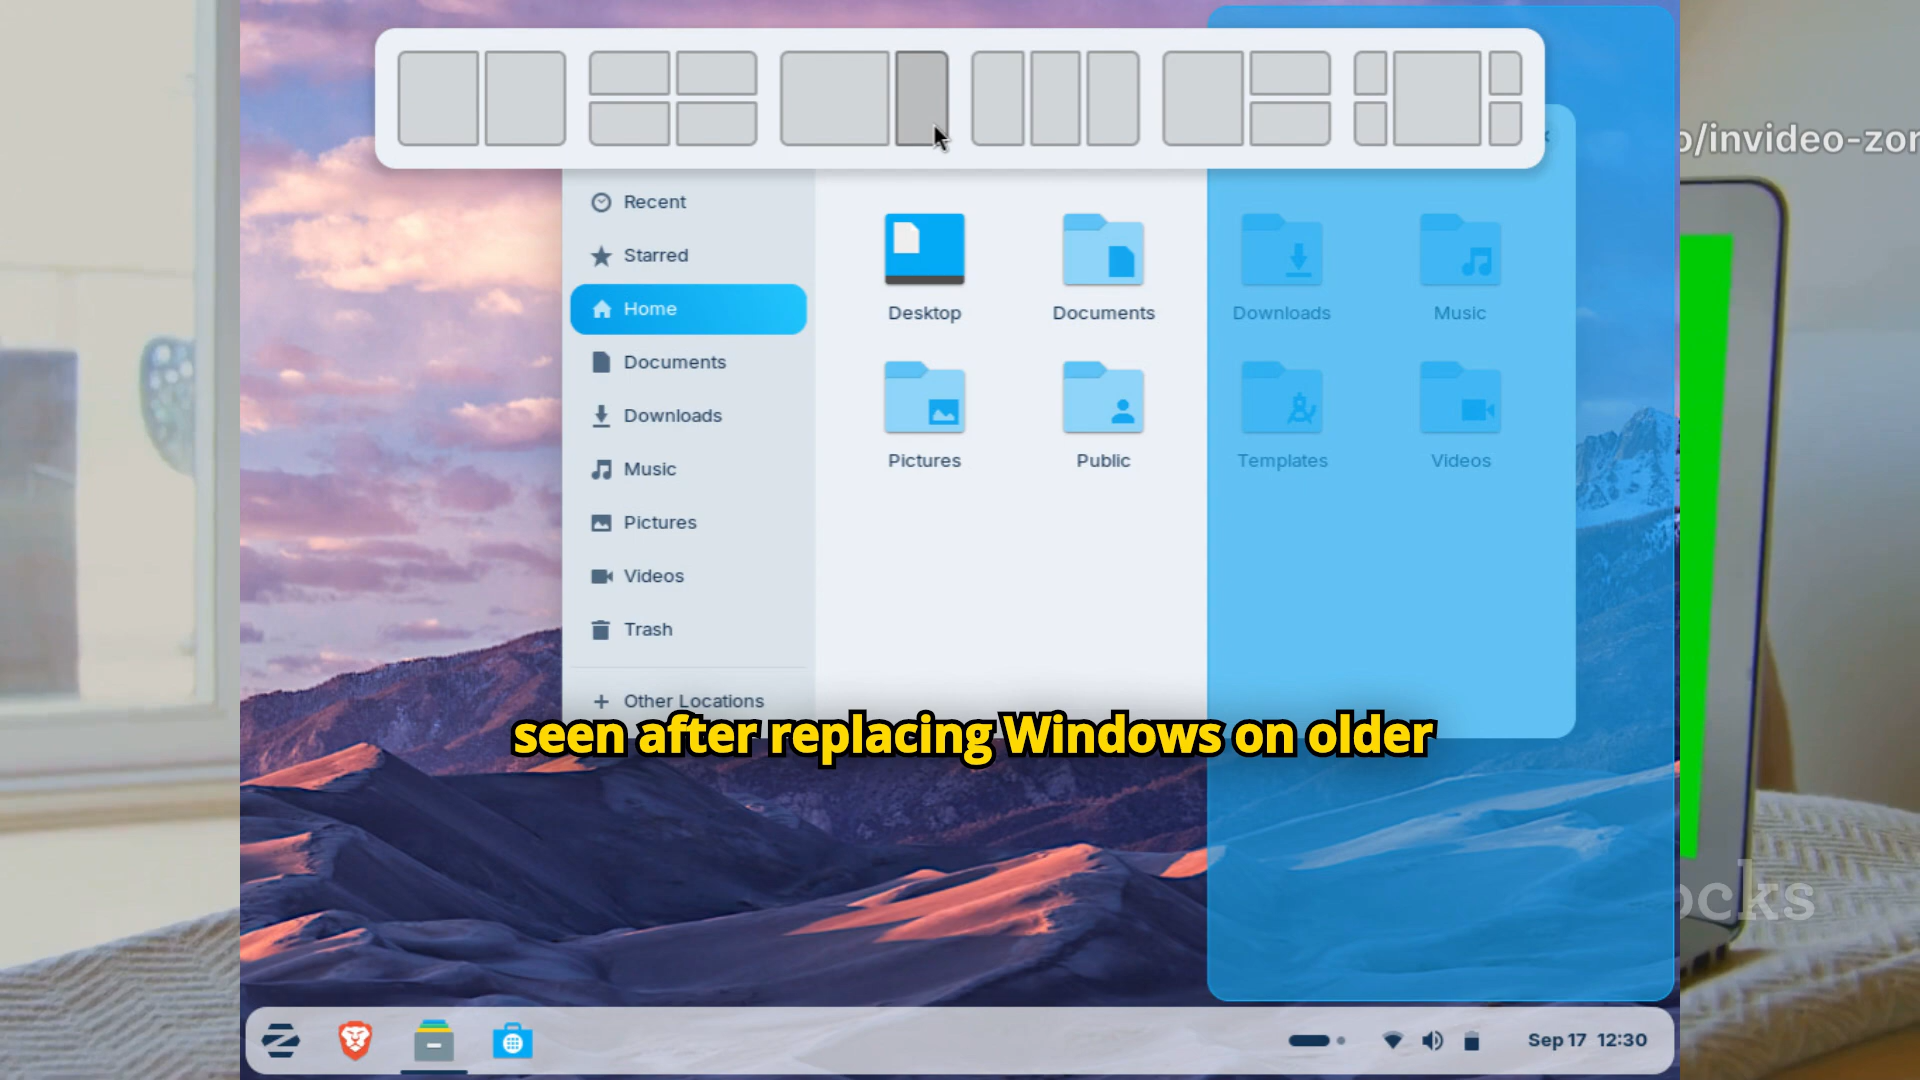 o/invideo-zor
Recent
Starred
Home
Documents
Downloads
Music
Pictures
Videos
Trash
Other Locations
Desktop
Documents
Downloads
Music
Pictures
Public
Templates
Videos
seen after replacing Windows on older
ocks
Sep 17 12:30